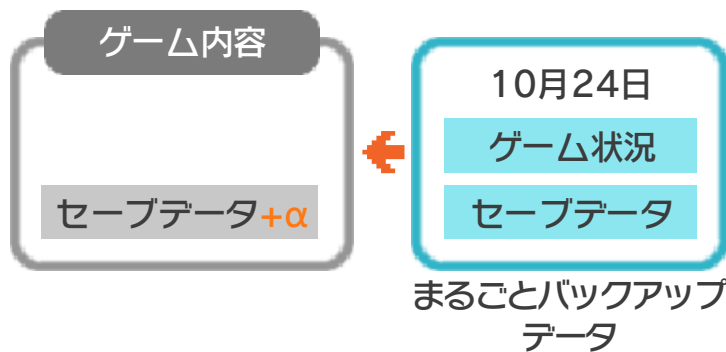 ゲーム内容
セーブデータ+α
10月24日
ゲーム状況
セーブデータ
まるごとバックアップ
データ